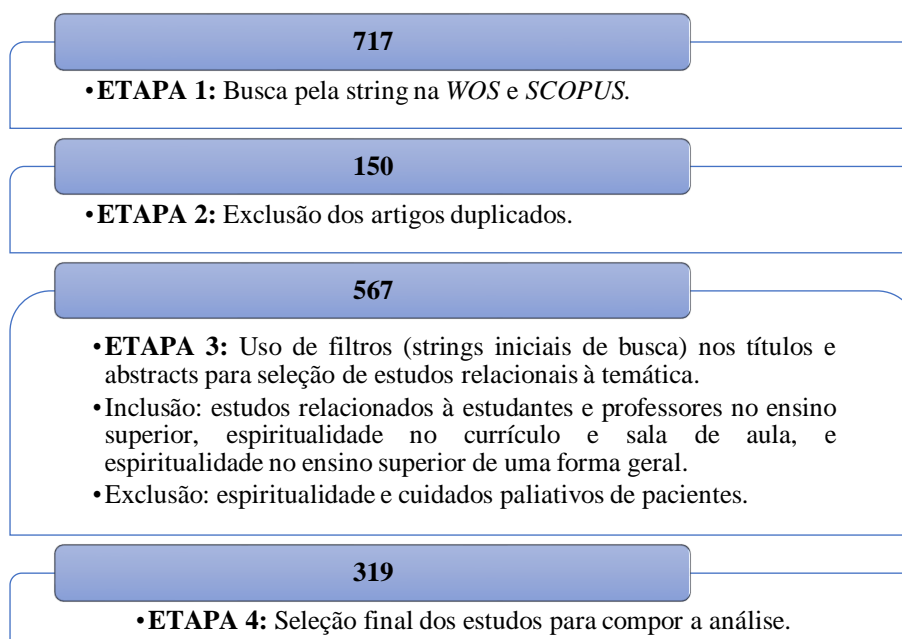 717
•ETAPA 1: Busca pela string na WOS e SCOPUS.
150
•ETAPA 2: Exclusão dos artigos duplicados.
567
•ETAPA 3: Uso de filtros (strings iniciais de busca) nos títulos e
abstracts para seleção de estudos relacionais à temática.
•Inclusão: estudos relacionados à estudantes e professores no ensino
superior, espiritualidade no currículo e sala de aula, e
espiritualidade no ensino superior de uma forma geral.
•Exclusão: espiritualidade e cuidados paliativos de pacientes.
319
•ETAPA 4: Seleção final dos estudos para compor a análise.